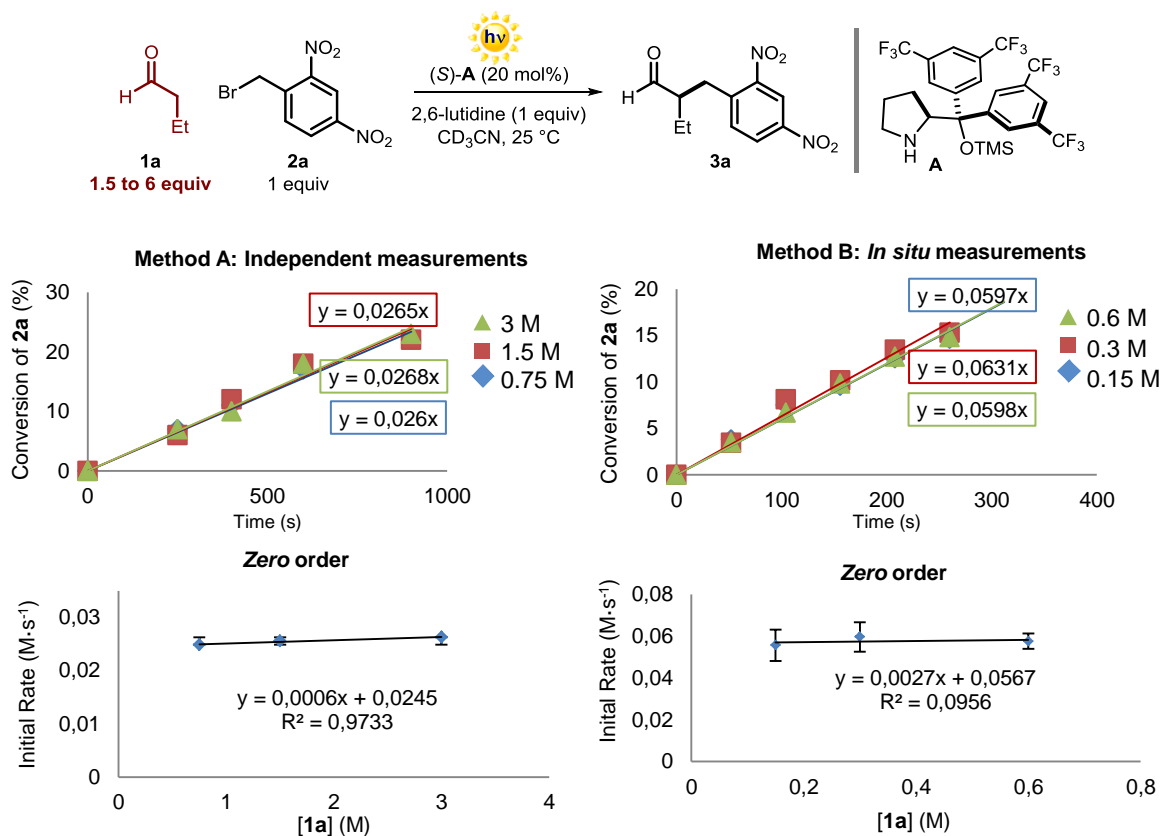 hν
O
H
Et
1a
1.5 to 6 equiv
Br
NO2
NO2
2a
1 equiv
(S)-A (20 mol%)
2,6-lutidine (1 equiv)
CD3CN, 25 °C
O
H
Et
NO2
NO2
3a
F3C
CF3
CF3
CF3
N
H
OTMS
A
Method A: Independent measurements
Conversion of 2a (%)
30
20
10
0
0
500
1000
Time (s)
y = 0,0265x
y = 0,0268x
y = 0,026x
3 M
1.5 M
0.75 M
Method B: In situ measurements
Conversion of 2a (%)
20
15
10
5
0
0
100
200
300
400
Time (s)
y = 0,0597x
y = 0,0631x
y = 0,0598x
0.6 M
0.3 M
0.15 M
Zero order
Initial Rate (M·s-1)
0,03
0,02
0,01
0
0
1
2
3
4
[1a] (M)
y = 0,0006x + 0,0245
R² = 0,9733
Zero order
Inital Rate (M·s-1)
0,08
0,06
0,04
0,02
0
0
0,2
0,4
0,6
0,8
[1a] (M)
y = 0,0027x + 0,0567
R² = 0,0956